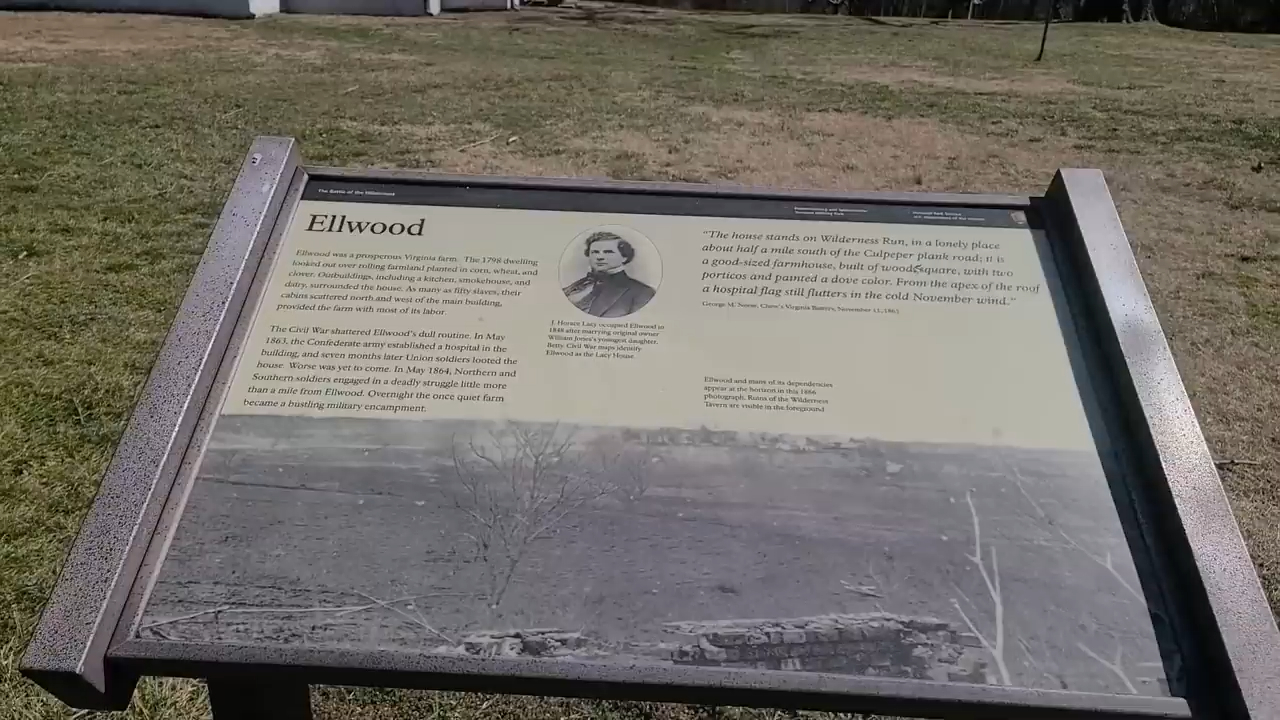 The Battle of the Wilderness
National Park Service
Ellwood
Ellwood was a prosperous Virginia farm. The 1798 dwelling
looked out over rolling farmland planted in corn, wheat, and
clover. Outbuildings, including a kitchen, smokehouse, and
dairy, surrounded the house. As many as fifty slaves, their
cabins scattered north and west of the main building,
provided the farm with most of its labor.
The Civil War shattered Ellwood's dull routine. In May
1863, the Confederate army established a hospital in the
building, and seven months later Union soldiers looted the
house. Worse was yet to come. In May 1864, Northern and
Southern soldiers engaged in a deadly struggle little more
than a mile from Ellwood. Overnight the once quiet farm
became a bustling military encampment.
J. Horace Lacy occupied Ellwood in
1848 after marrying original owner
William Jones's youngest daughter,
Betty. Civil War maps identify
Ellwood as the Lacy House.
"The house stands on Wilderness Run, in a lonely place
about half a mile south of the Culpeper plank road; it is
a good-sized farmhouse, built of wood, square, with two
porticos and painted a dove color. From the apex of the roof
a hospital flag still flutters in the cold November wind."
George M. Neese, Chew's Virginia Battery, November 13, 1863
Ellwood and many of its dependencies
appear at the horizon in this 1866
photograph. Ruins of the Wilderness
Tavern are visible in the foreground